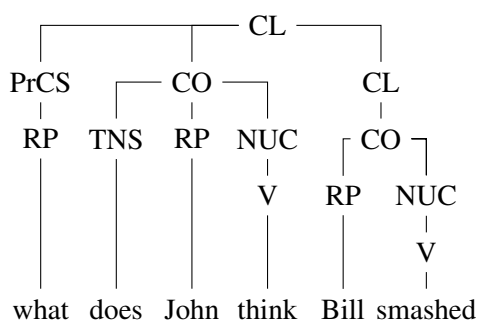 CL
PrCS CO CL
RP TNS RP NUC CO
V RP NUC
V
what does John think Bill smashed